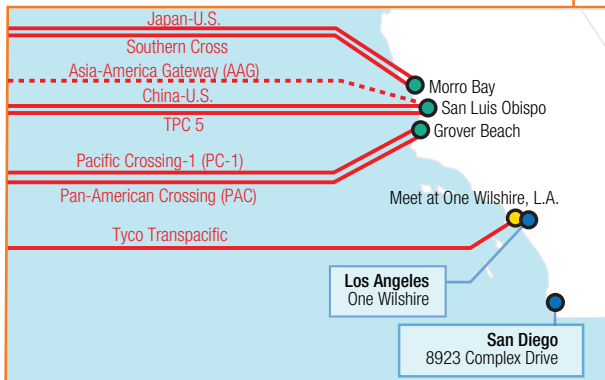 Japan-U.S.
Southern Cross
Asia-America Gateway (AAG)
Morro Bay
China-U.S.
San Luis Obispo
TPC 5
Grover Beach
Pacific Crossing-1 (PC-1)
Pan-American Crossing (PAC)
Meet at One Wilshire, L.A.
Tyco Transpacific
Los Angeles
One Wilshire
San Diego
8923 Complex Drive